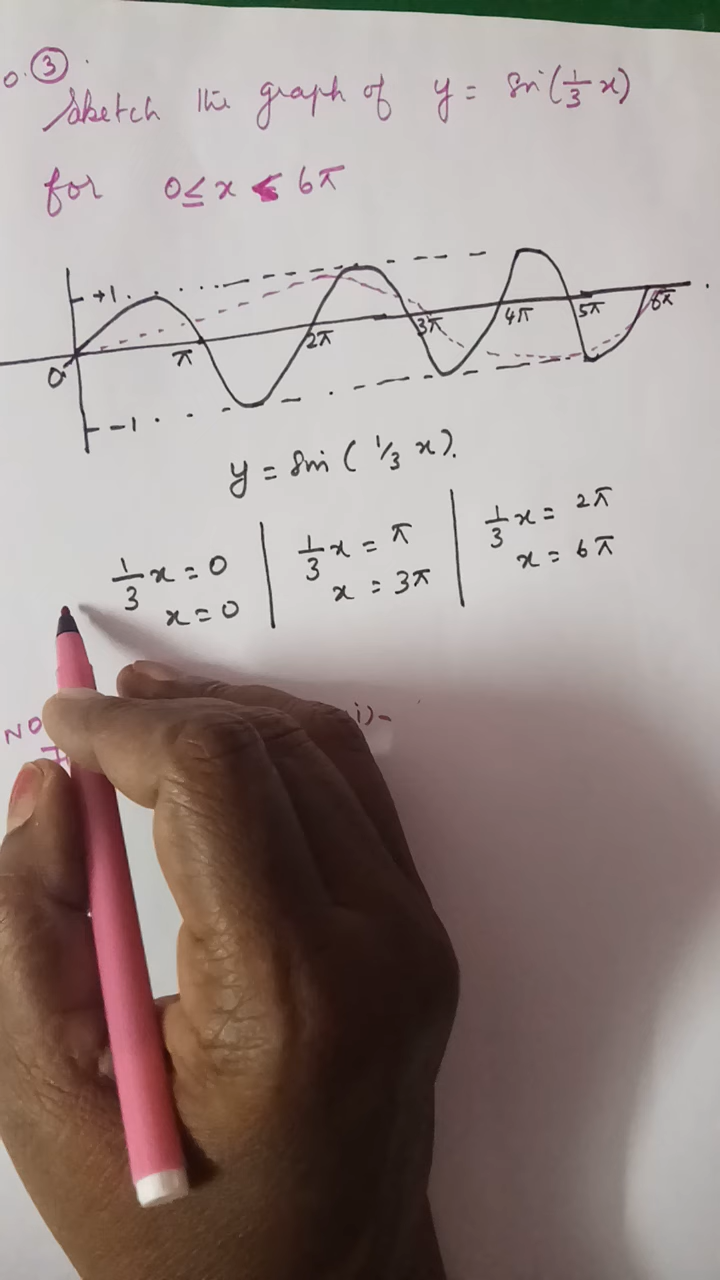 0. ③
Sketch the graph of y = Sin(1/3 x)
for 0 ≤ x ≤ 6π
+1
0 π 2π 3π 4π 5π 6π
-1
y = Sin ( 1/3 x).
1/3 x = 0 | 1/3 x = π | 1/3 x = 2π
x = 0 | x = 3π | x = 6π